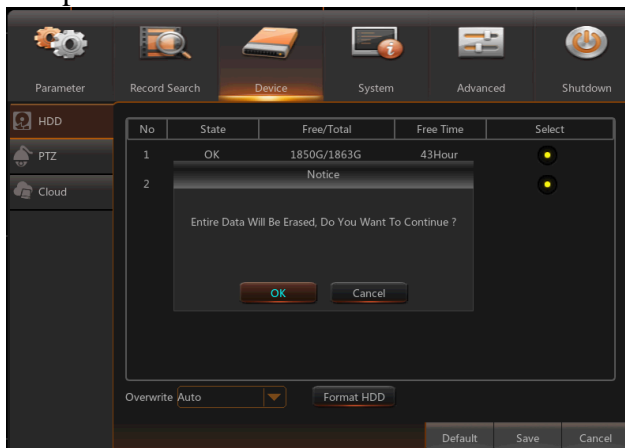 Parameter Record Search Device System Advanced Shutdown
HDD
PTZ
Cloud
No State Free/Total Free Time Select
1 OK 1850G/1863G 43Hour
2
Notice
Entire Data Will Be Erased, Do You Want To Continue ?
OK Cancel
Overwrite Auto Format HDD
Default Save Cancel